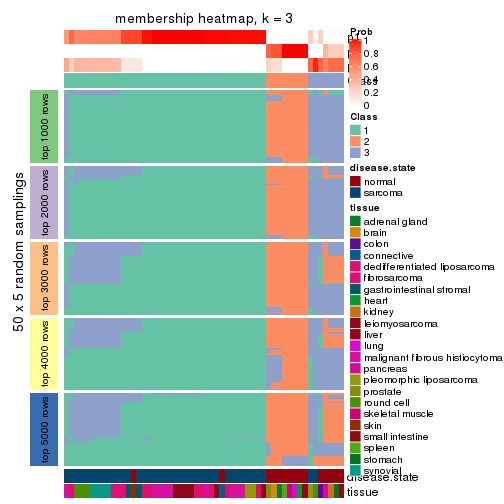 membership heatmap, k = 3
50 x 5 random samplings
top 1000 rows
top 2000 rows
top 3000 rows
top 4000 rows
top 5000 rows
disease.state
tissue
Prob
1
0.8
0.6
0.4
0.2
0
Class
1
2
3
disease.state
normal
sarcoma
tissue
adrenal gland
brain
colon
connective
dedifferentiated liposarcoma
fibrosarcoma
gastrointestinal stromal
heart
kidney
leiomyosarcoma
liver
lung
malignant fibrous histiocytoma
pancreas
pleomorphic liposarcoma
prostate
round cell
skeletal muscle
skin
small intestine
spleen
stomach
synovial